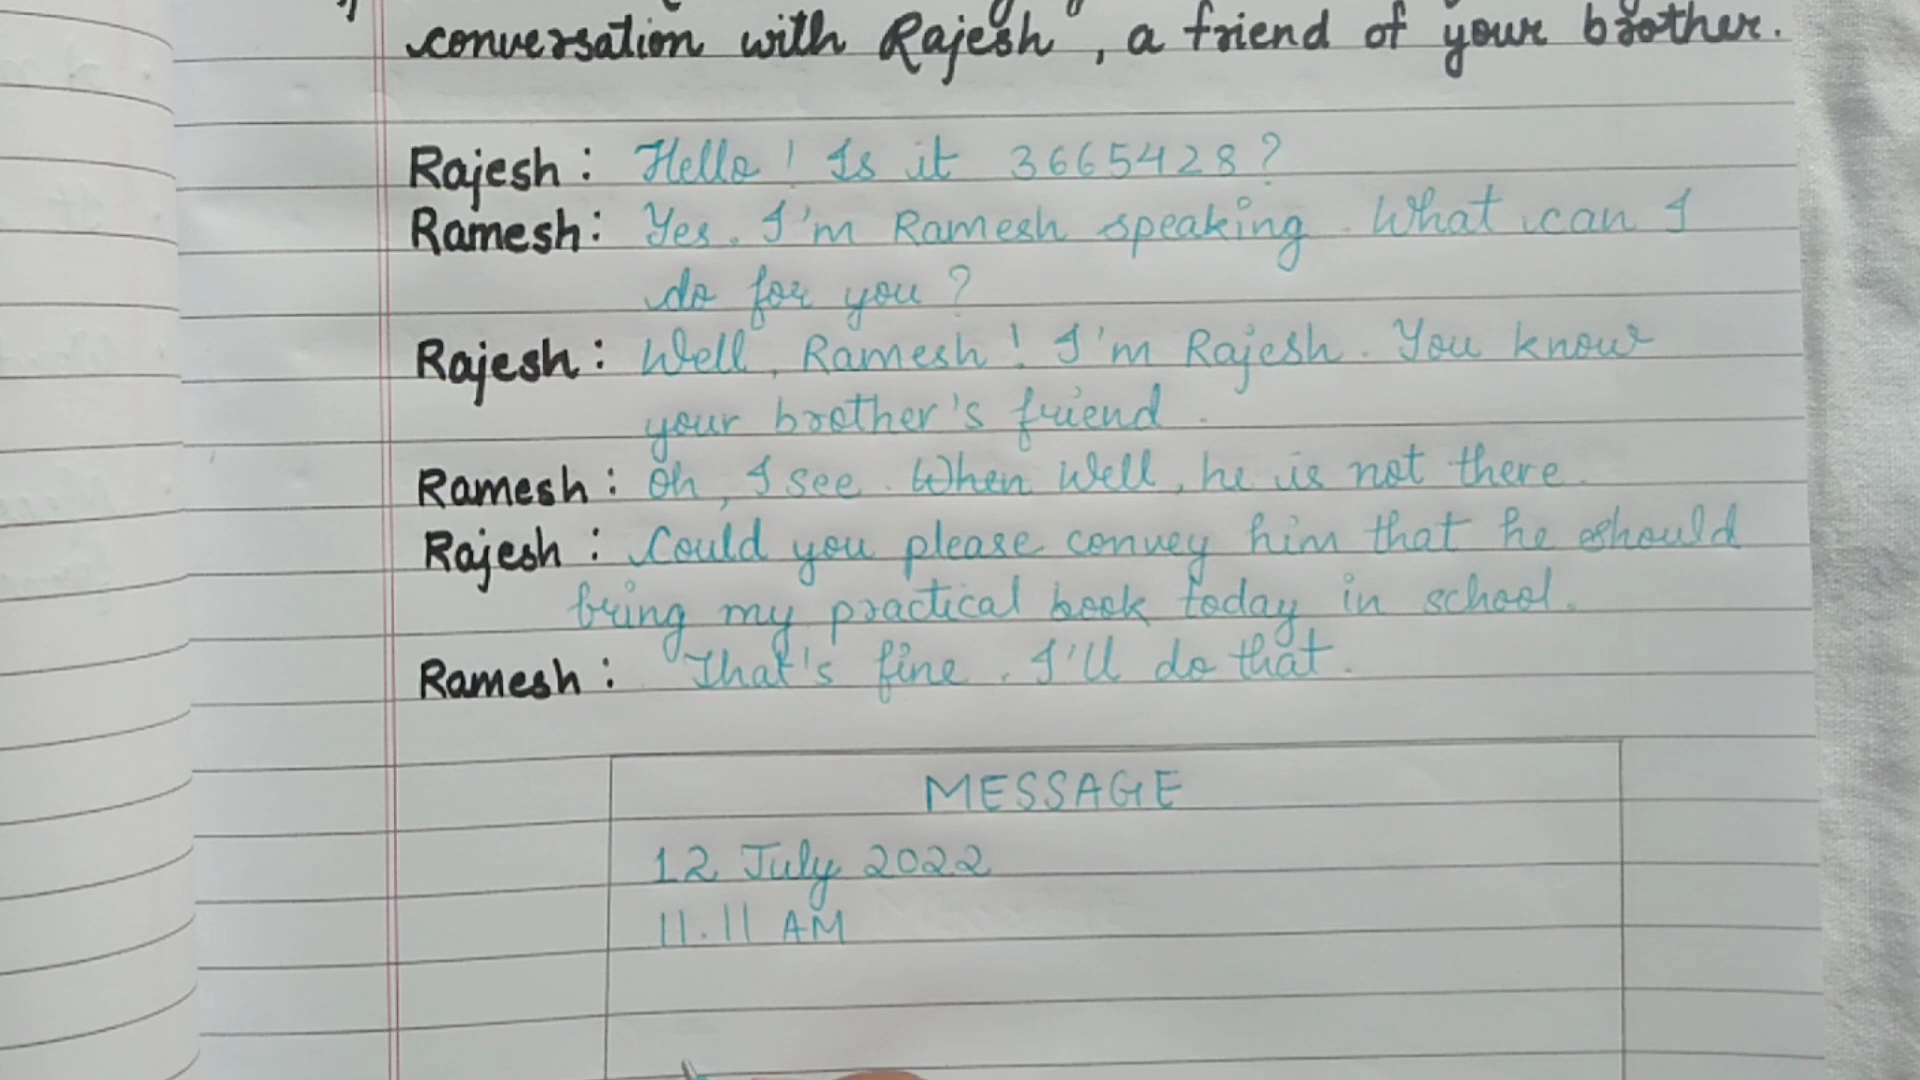 conversation with Rajesh, a friend of your brother.
Rajesh: Hello! Is it 3665428?
Ramesh: Yes. I'm Ramesh speaking. What can I
do for you?
Rajesh: Well, Ramesh! I'm Rajesh. You know
your brother's friend.
Ramesh: Oh, I see. When Well, he is not there.
Rajesh: Could you please convey him that he should
bring my practical book today in school.
Ramesh: That's fine. I'll do that.
MESSAGE
12 July 2022
11.11 AM